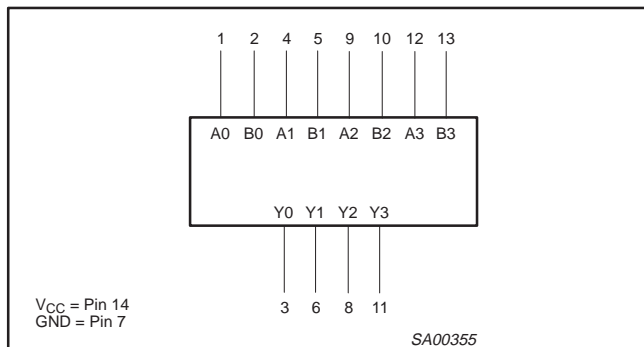 1 2 4 5 9 10 12 13
A0 B0 A1 B1 A2 B2 A3 B3
Y0 Y1 Y2 Y3
VCC = Pin 14
GND = Pin 7
3 6 8 11
SA00355